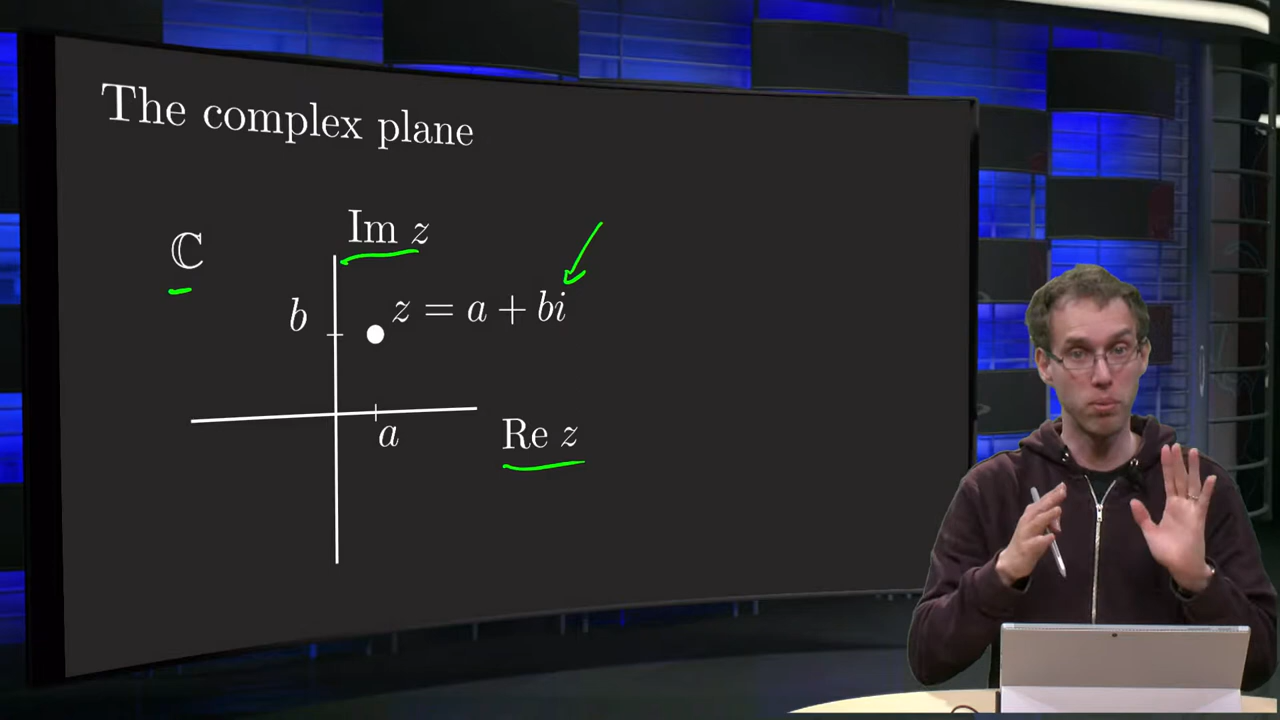 The complex plane
ℂ
Im z
b
z = a + bi
a
Re z